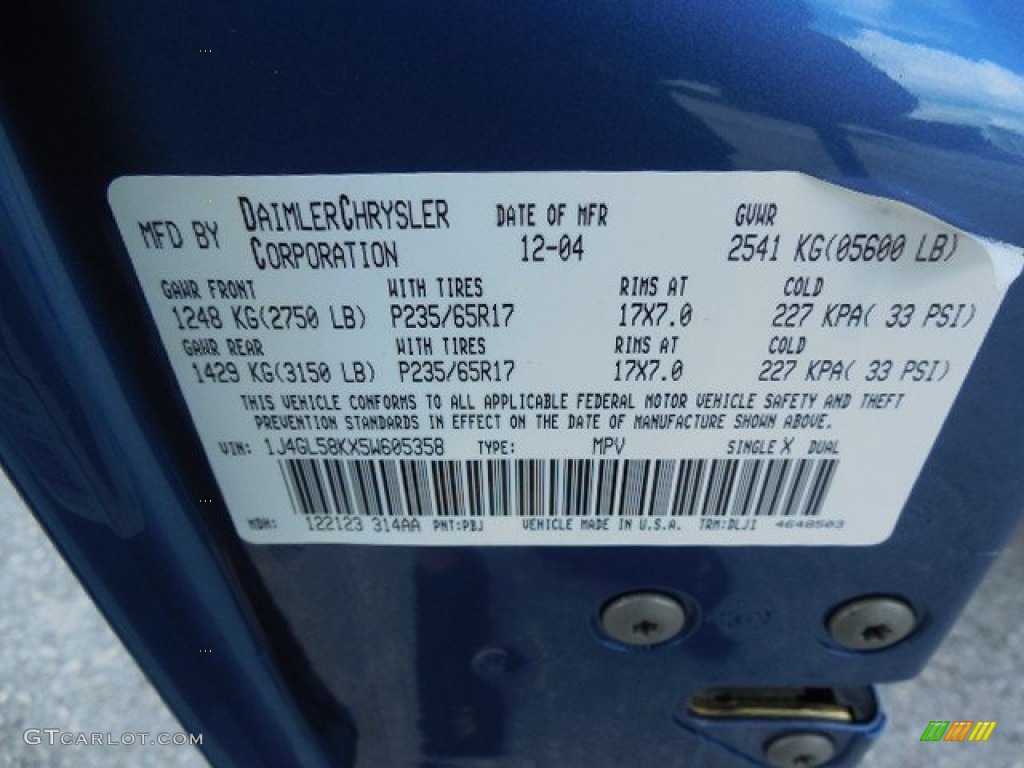 MFD BY DAIMLERCHRYSLER CORPORATION DATE OF MFR 12-04 GVWR 2541 KG(05600 LB)
GAWR FRONT WITH TIRES RIMS AT COLD
1248 KG(2750 LB) P235/65R17 17X7.0 227 KPA( 33 PSI)
GAWR REAR WITH TIRES RIMS AT COLD
1429 KG(3150 LB) P235/65R17 17X7.0 227 KPA( 33 PSI)
THIS VEHICLE CONFORMS TO ALL APPLICABLE FEDERAL MOTOR VEHICLE SAFETY AND THEFT
PREVENTION STANDARDS IN EFFECT ON THE DATE OF MANUFACTURE SHOWN ABOVE.
VIN: 1J4GL58KX5W605358 TYPE: MPV SINGLE X DUAL
MDH: 122123 314AA PNT:PBJ VEHICLE MADE IN U.S.A. TRM:DLJ1 4648503
GTCARLOT.COM